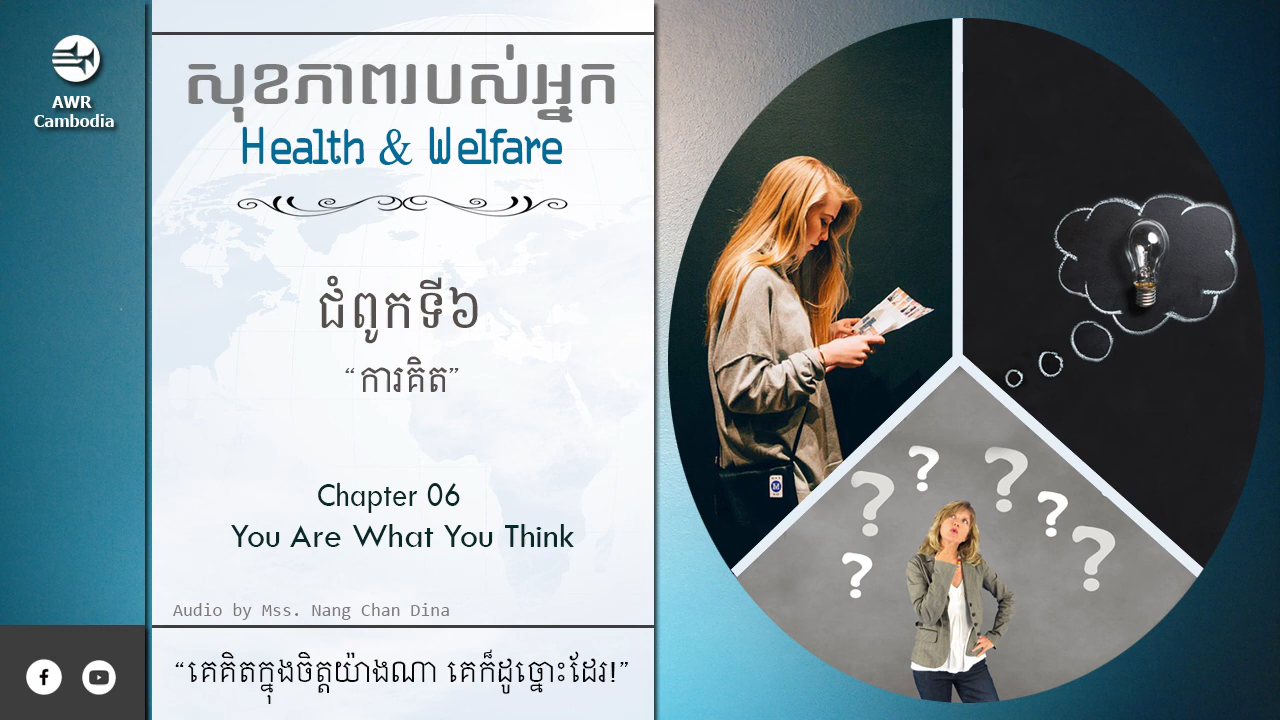 AWR
Cambodia
សុខភាពរបស់អ្នក
Health & Welfare
ជំពូកទី៦
“ការគិត”
Chapter 06
You Are What You Think
Audio by Mss. Nang Chan Dina
“គេគិតក្នុងចិត្តយ៉ាងណា គេក៏ដូច្នោះដែរ!”